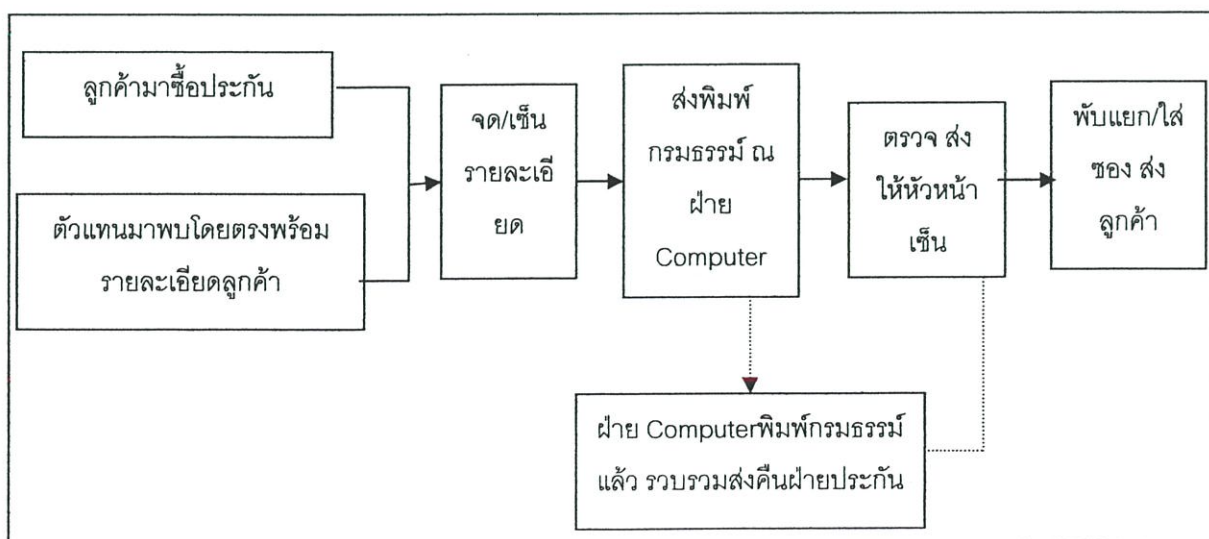 ลูกค้ามาซื้อประกัน
ตัวแทนมาพบโดยตรงพร้อม
รายละเอียดลูกค้า
จด/เซ็น
รายละเอี
ยด
ส่งพิมพ์
กรมธรรม์ ณ
ฝ่าย
Computer
ตรวจ ส่ง
ให้หัวหน้า
เซ็น
พับแยก/ใส่
ซอง ส่ง
ลูกค้า
ฝ่าย Computerพิมพ์กรมธรรม์
แล้ว รวบรวมส่งคืนฝ่ายประกัน